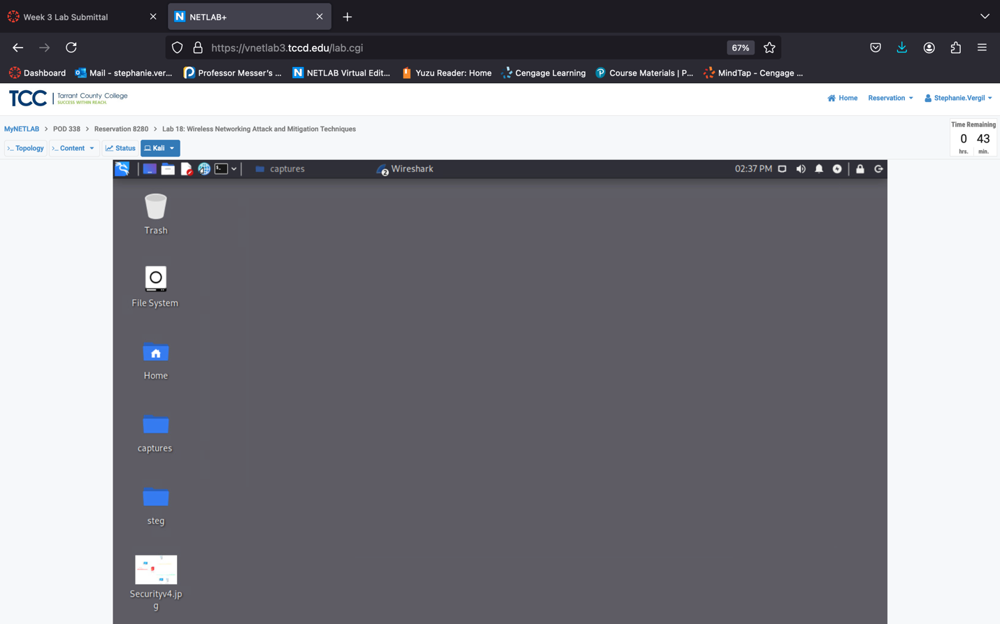 Week 3 Lab Submittal
NETLAB+
https://vnetlab3.tccd.edu/lab.cgi
67%
Dashboard
Mail - stephanie.ver...
Professor Messer's ...
NETLAB Virtual Edit...
Yuzu Reader: Home
Cengage Learning
Course Materials | P...
MindTap - Cengage ...
TCC
Tarrant County College
SUCCESS WITHIN REACH.
Home
Reservation
Stephanie.Vergil
MyNETLAB > POD 338 > Reservation 8280 > Lab 18: Wireless Networking Attack and Mitigation Techniques
Time Remaining
0 43
hrs. min.
>_ Topology
>_ Content
Status
Kali
captures
2 Wireshark
02:37 PM
Trash
File System
Home
captures
steg
Securityv4.jp
g